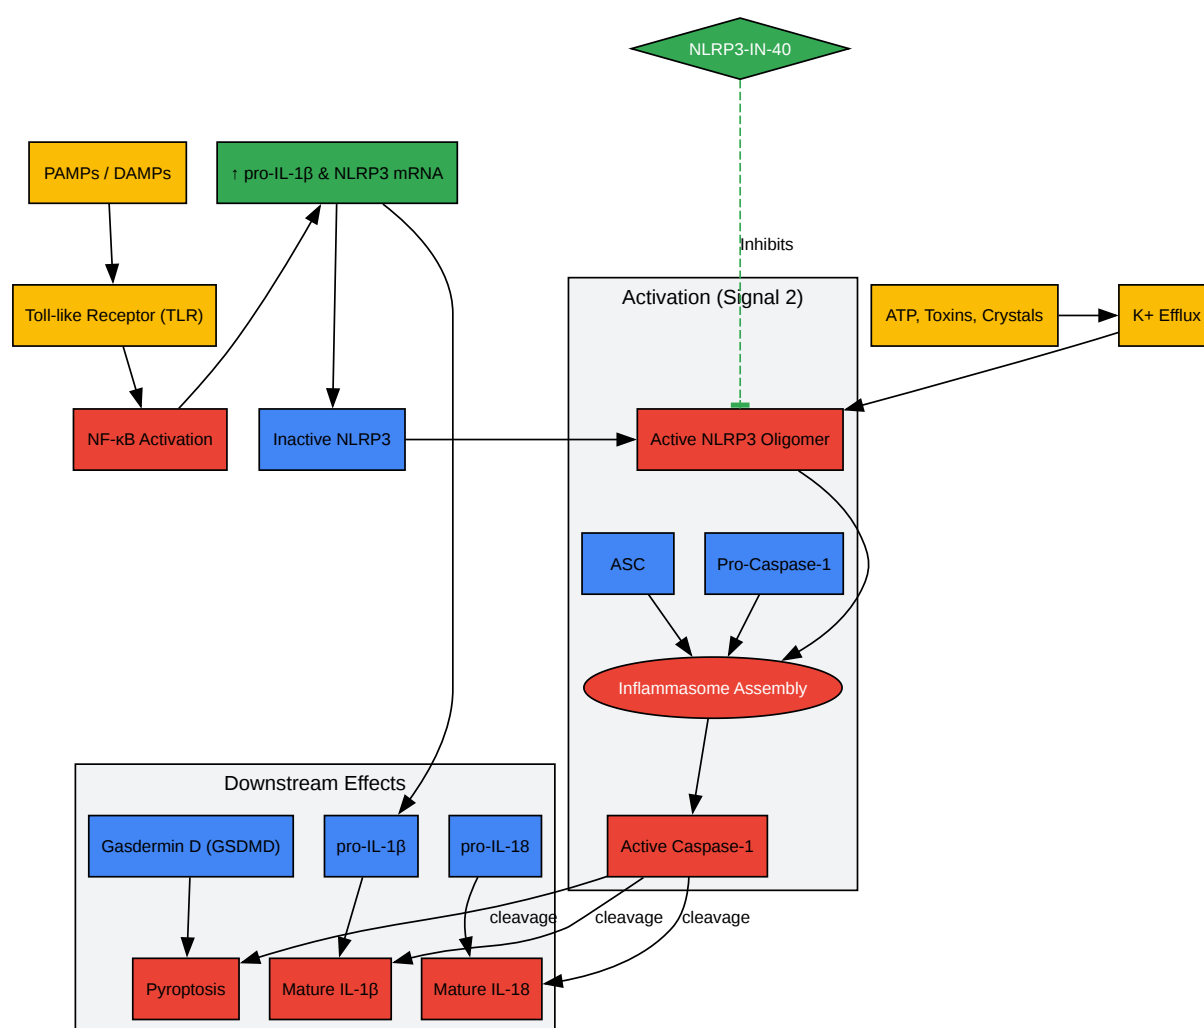 NLRP3-IN-40
PAMPs / DAMPs
↑ pro-IL-1β & NLRP3 mRNA
Inhibits
Activation (Signal 2)
Toll-like Receptor (TLR)
ATP, Toxins, Crystals
K+ Efflux
NF-κB Activation
Inactive NLRP3
Active NLRP3 Oligomer
ASC
Pro-Caspase-1
Inflammasome Assembly
Downstream Effects
Gasdermin D (GSDMD)
pro-IL-1β
pro-IL-18
Active Caspase-1
cleavage
cleavage
cleavage
Pyroptosis
Mature IL-1β
Mature IL-18